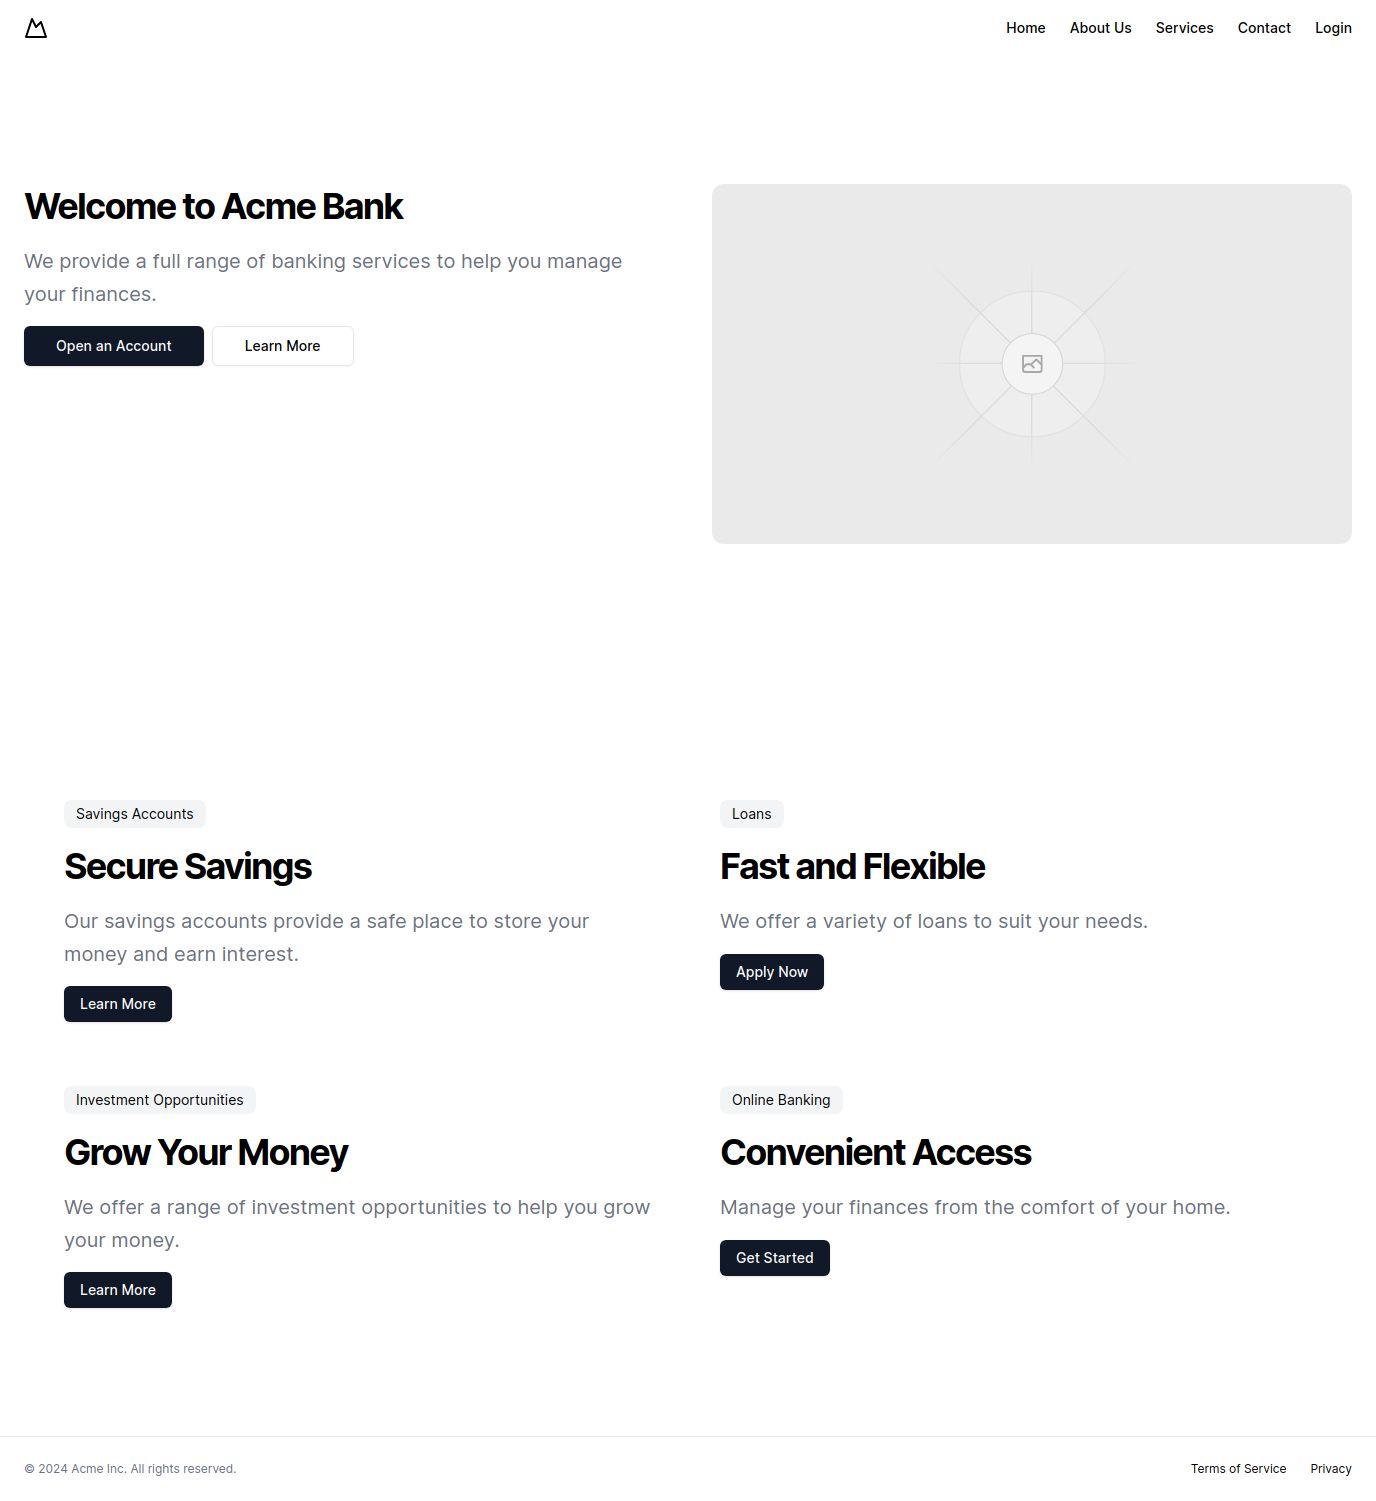 Home About Us Services Contact Login
Welcome to Acme Bank
We provide a full range of banking services to help you manage
your finances.
Open an Account Learn More
Savings Accounts
Secure Savings
Our savings accounts provide a safe place to store your
money and earn interest.
Learn More
Loans
Fast and Flexible
We offer a variety of loans to suit your needs.
Apply Now
Investment Opportunities
Grow Your Money
We offer a range of investment opportunities to help you grow
your money.
Learn More
Online Banking
Convenient Access
Manage your finances from the comfort of your home.
Get Started
© 2024 Acme Inc. All rights reserved.
Terms of Service Privacy